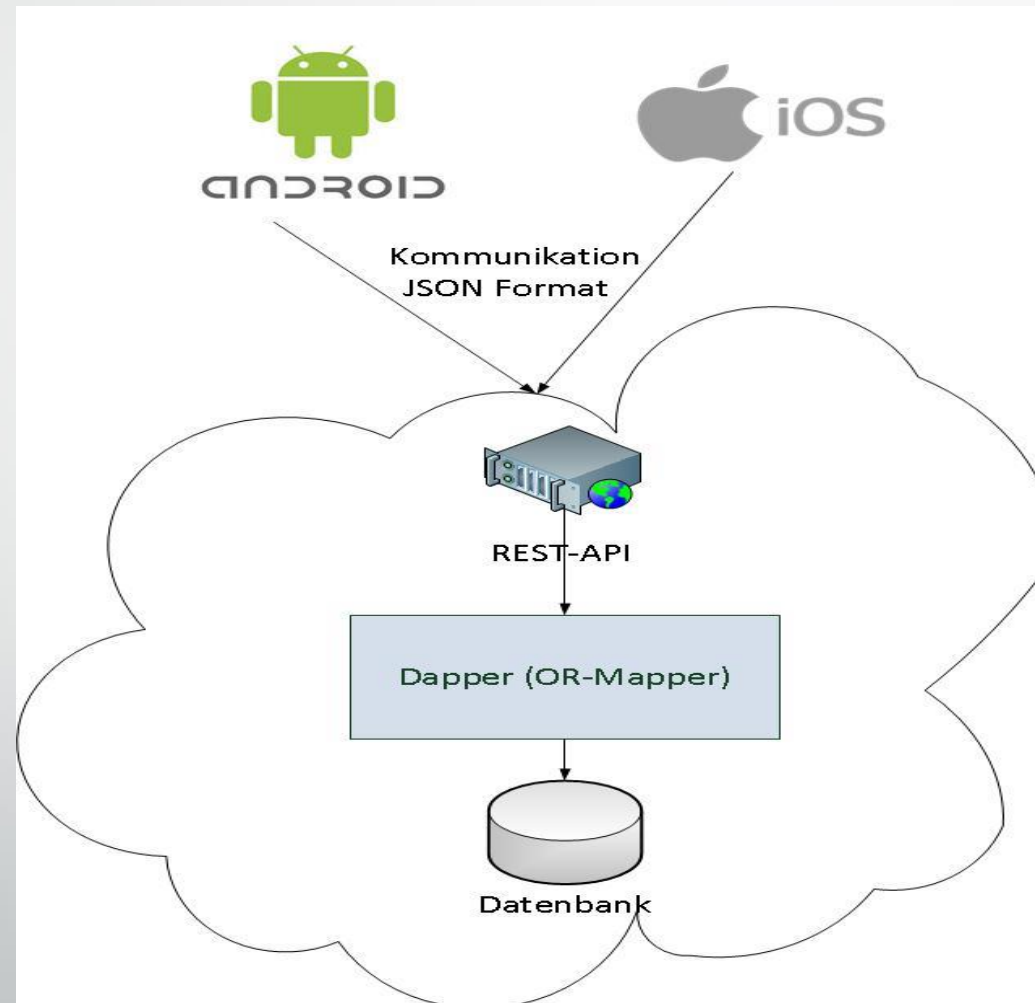 android
iOS
Kommunikation
JSON Format
REST-API
Dapper (OR-Mapper)
Datenbank